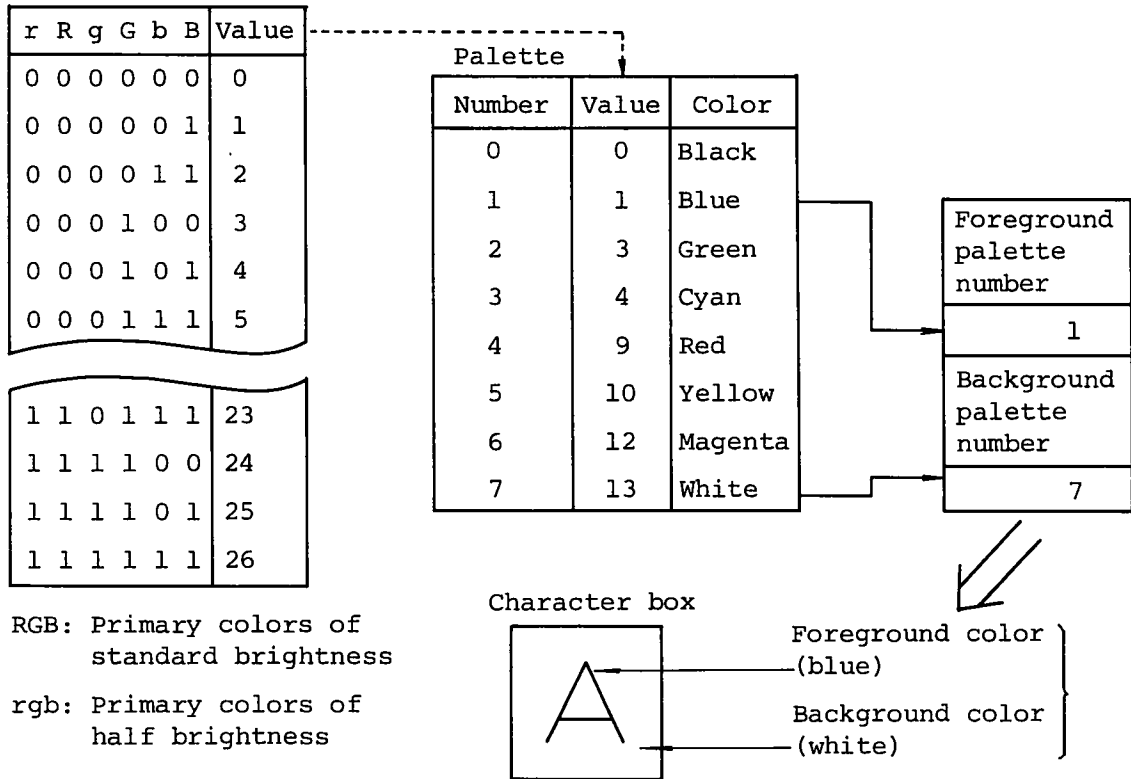 r R g G b B Value
0 0 0 0 0 0 0
0 0 0 0 0 1 1
0 0 0 0 1 1 2
0 0 0 1 0 0 3
0 0 0 1 0 1 4
0 0 0 1 1 1 5
1 1 0 1 1 1 23
1 1 1 1 0 0 24
1 1 1 1 0 1 25
1 1 1 1 1 1 26
RGB: Primary colors of
standard brightness
rgb: Primary colors of
half brightness
Palette
Number Value Color
0 0 Black
1 1 Blue
2 3 Green
3 4 Cyan
4 9 Red
5 10 Yellow
6 12 Magenta
7 13 White
Foreground
palette
number
1
Background
palette
number
7
Character box
A
Foreground color
(blue)
Background color
(white)